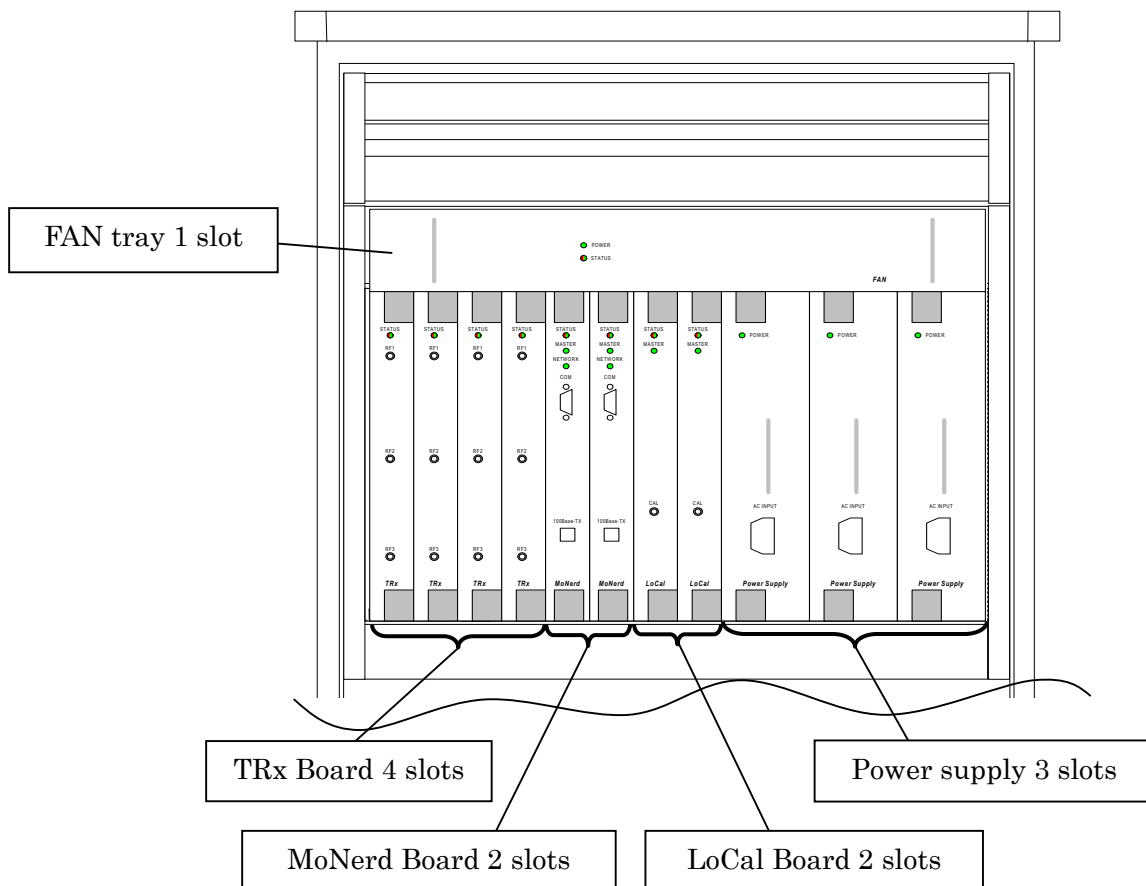 FAN tray 1 slot
POWER
STATUS
FAN
STATUS STATUS STATUS STATUS STATUS STATUS STATUS STATUS POWER POWER POWER
RF1 RF1 RF1 RF1 MASTER MASTER MASTER MASTER
NETWORK NETWORK
COM COM
RF2 RF2 RF2 RF2
CAL CAL AC INPUT AC INPUT AC INPUT
100Base-TX 100Base-TX
RF3 RF3 RF3 RF3
TRx TRx TRx TRx MoNerd MoNerd LoCal LoCal Power Supply Power Supply Power Supply
TRx Board 4 slots
Power supply 3 slots
MoNerd Board 2 slots
LoCal Board 2 slots